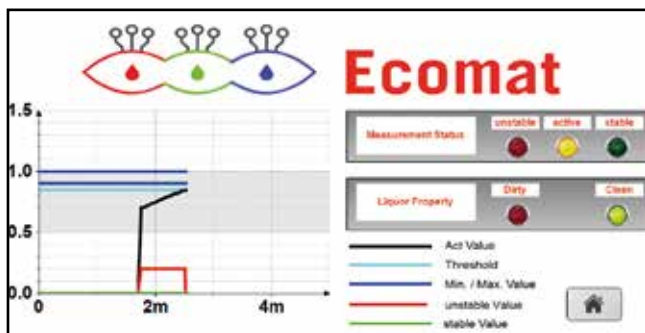 Ecomat
1.5
1.0
0.5
0.0
0
2m
4m
Measurement Status
unstable
active
stable
Liquor Property
Dirty
Clean
Act Value
Threshold
Min. / Max. Value
unstable Value
stable Value